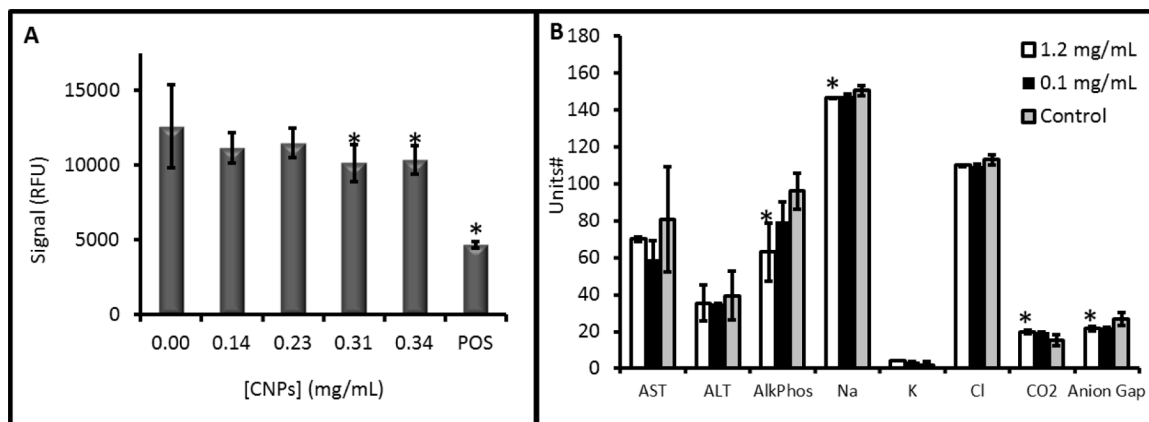 A
Signal (RFU)
15000
10000
5000
0
*
*
*
0.00 0.14 0.23 0.31 0.34 POS
[CNPs] (mg/mL)
B
Units#
180
160
140
120
100
80
60
40
20
0
1.2 mg/mL
0.1 mg/mL
Control
*
*
*
*
AST ALT AlkPhos Na K Cl CO2 Anion Gap